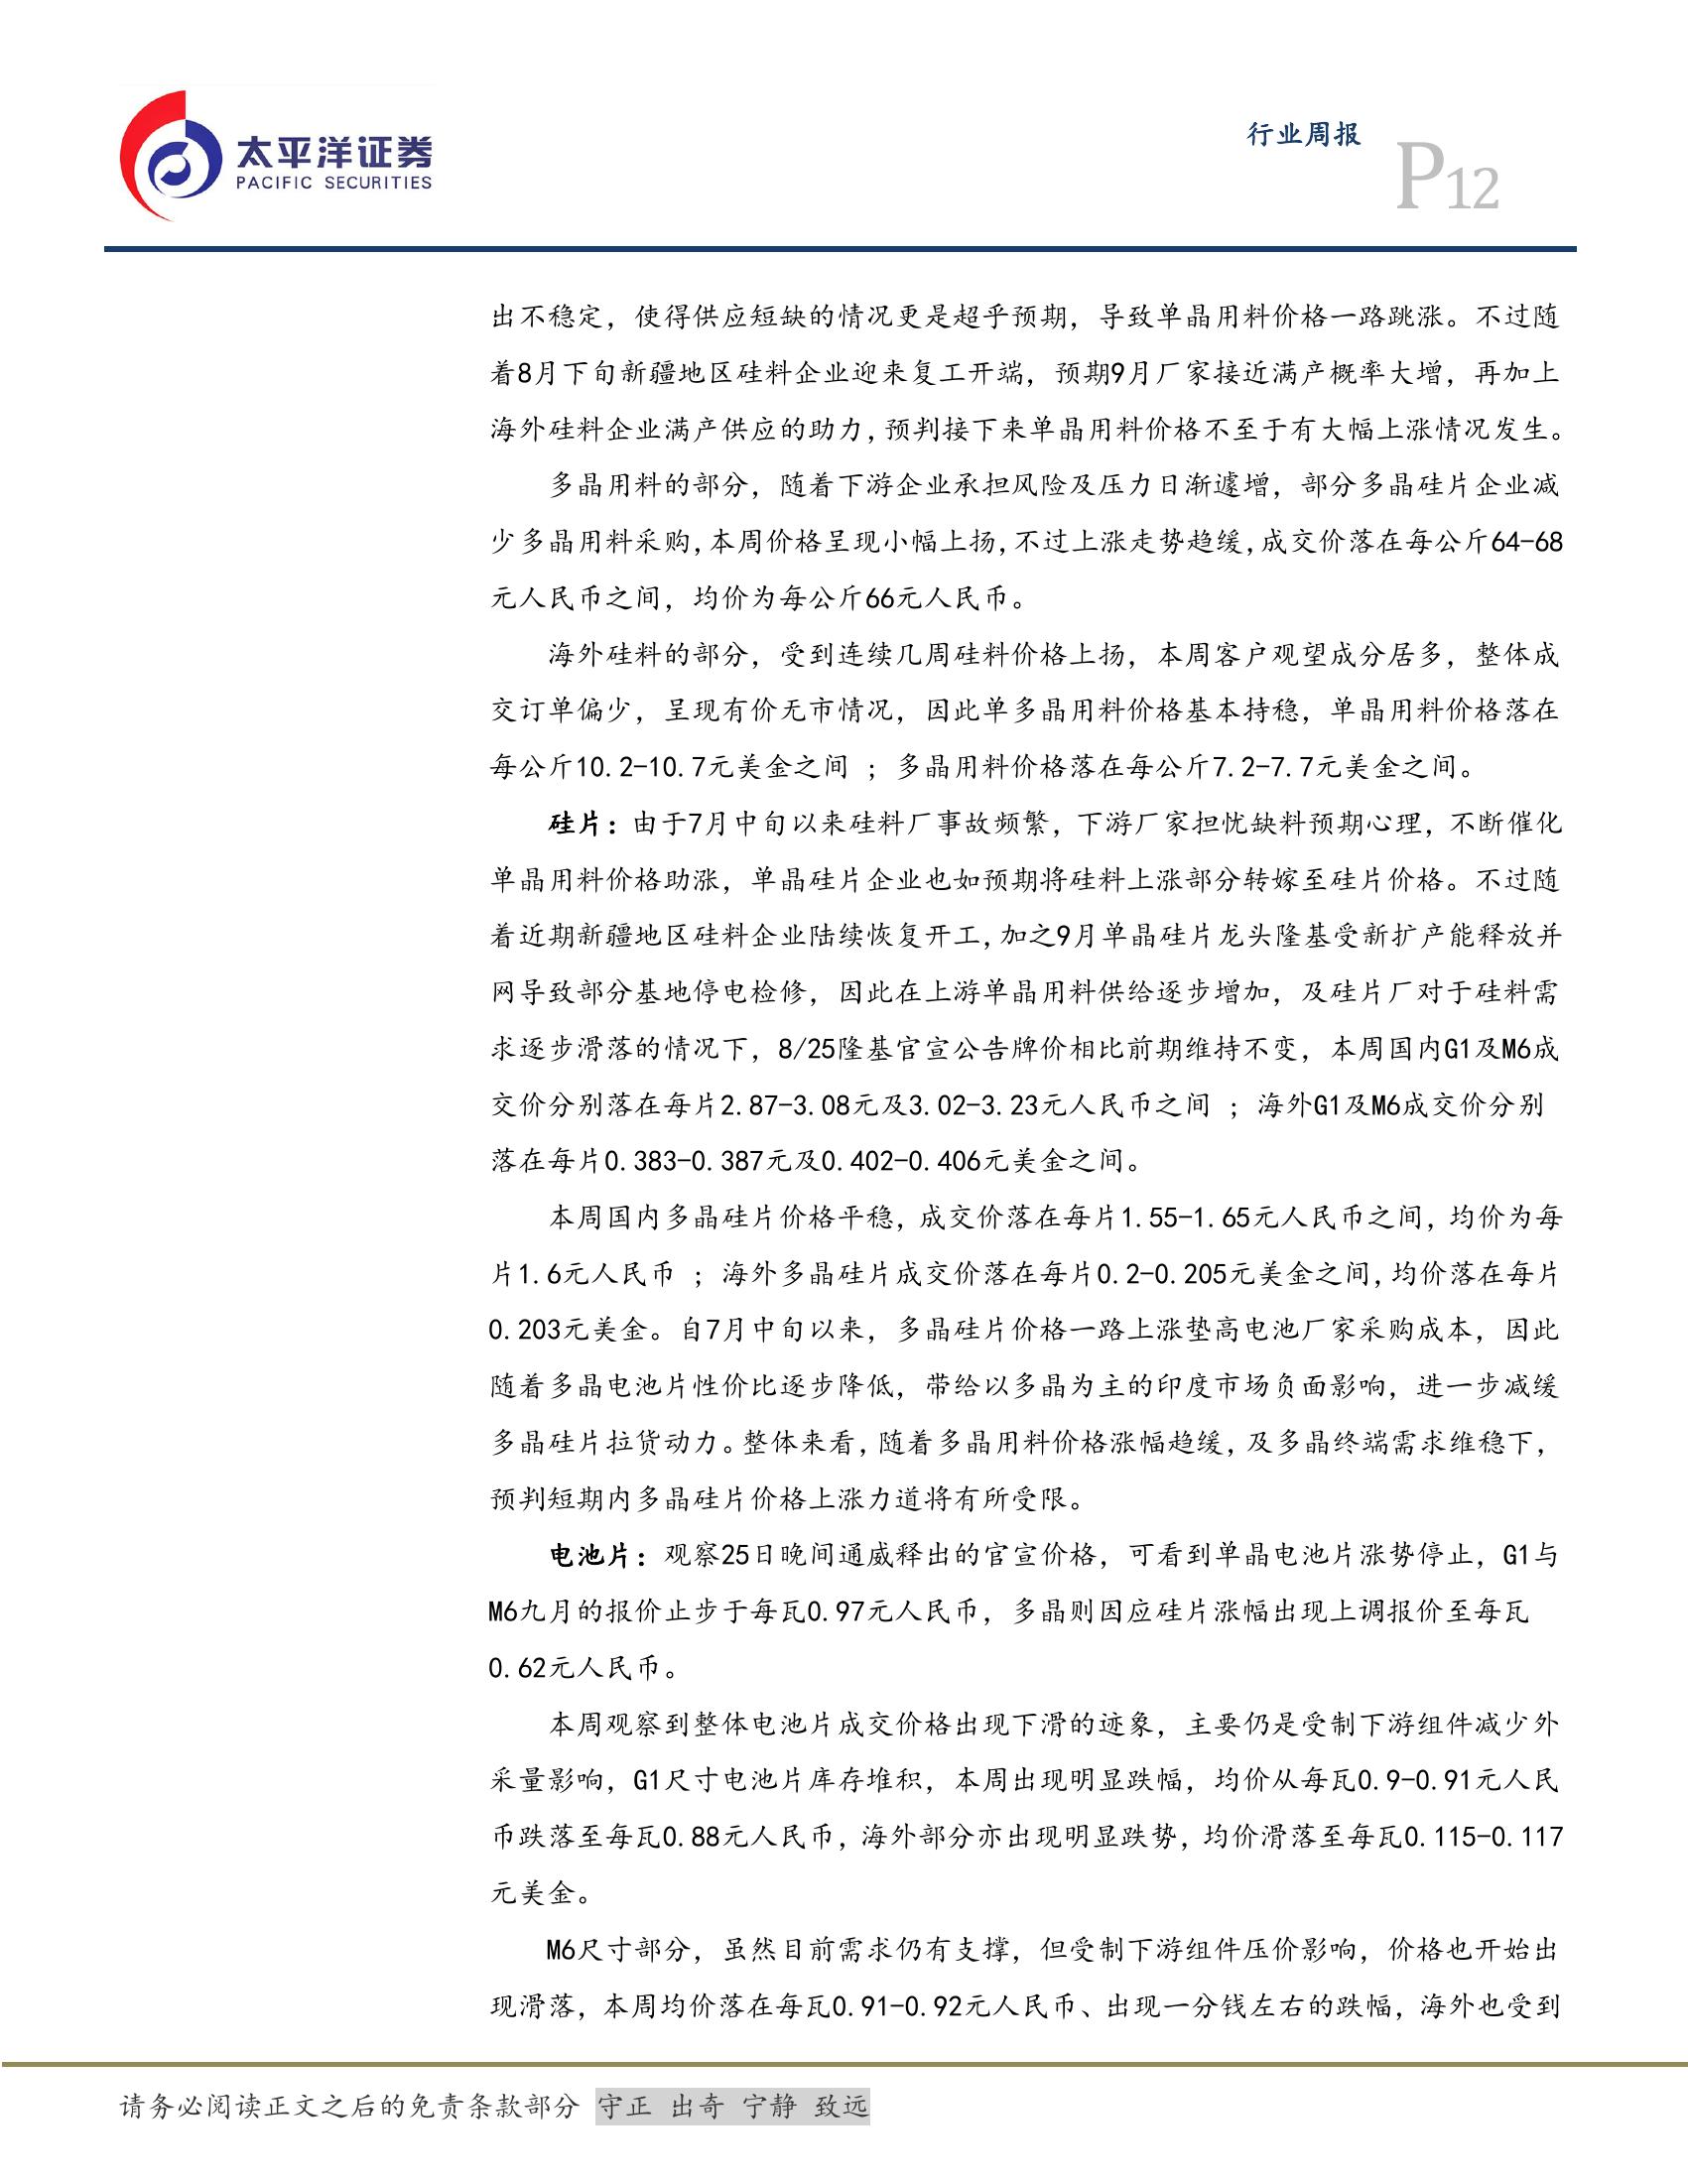 太平洋证券
PACIFIC SECURITIES
行业周报
P12
出不稳定，使得供应短缺的情况更是超乎预期，导致单晶用料价格一路跳涨。不过随
着8月下旬新疆地区硅料企业迎来复工开端，预期9月厂家接近满产概率大增，再加上
海外硅料企业满产供应的助力，预判接下来单晶用料价格不至于有大幅上涨情况发生。
多晶用料的部分，随着下游企业承担风险及压力日渐遽增，部分多晶硅片企业减
少多晶用料采购，本周价格呈现小幅上扬，不过上涨走势趋缓，成交价落在每公斤64-68
元人民币之间，均价为每公斤66元人民币。
海外硅料的部分，受到连续几周硅料价格上扬，本周客户观望成分居多，整体成
交订单偏少，呈现有价无市情况，因此单多晶用料价格基本持稳，单晶用料价格落在
每公斤10.2-10.7元美金之间 ；多晶用料价格落在每公斤7.2-7.7元美金之间。
硅片：由于7月中旬以来硅料厂事故频繁，下游厂家担忧缺料预期心理，不断催化
单晶用料价格助涨，单晶硅片企业也如预期将硅料上涨部分转嫁至硅片价格。不过随
着近期新疆地区硅料企业陆续恢复开工，加之9月单晶硅片龙头隆基受新扩产能释放并
网导致部分基地停电检修，因此在上游单晶用料供给逐步增加，及硅片厂对于硅料需
求逐步滑落的情况下，8/25隆基官宣公告牌价相比前期维持不变，本周国内G1及M6成
交价分别落在每片2.87-3.08元及3.02-3.23元人民币之间 ；海外G1及M6成交价分别
落在每片0.383-0.387元及0.402-0.406元美金之间。
本周国内多晶硅片价格平稳，成交价落在每片1.55-1.65元人民币之间，均价为每
片1.6元人民币 ；海外多晶硅片成交价落在每片0.2-0.205元美金之间，均价落在每片
0.203元美金。自7月中旬以来，多晶硅片价格一路上涨垫高电池厂家采购成本，因此
随着多晶电池片性价比逐步降低，带给以多晶为主的印度市场负面影响，进一步减缓
多晶硅片拉货动力。整体来看，随着多晶用料价格涨幅趋缓，及多晶终端需求维稳下，
预判短期内多晶硅片价格上涨力道将有所受限。
电池片：观察25日晚间通威释出的官宣价格，可看到单晶电池片涨势停止，G1与
M6九月的报价止步于每瓦0.97元人民币，多晶则因应硅片涨幅出现上调报价至每瓦
0.62元人民币。
本周观察到整体电池片成交价格出现下滑的迹象，主要仍是受制下游组件减少外
采量影响，G1尺寸电池片库存堆积，本周出现明显跌幅，均价从每瓦0.9-0.91元人民
币跌落至每瓦0.88元人民币，海外部分亦出现明显跌势，均价滑落至每瓦0.115-0.117
元美金。
M6尺寸部分，虽然目前需求仍有支撑，但受制下游组件压价影响，价格也开始出
现滑落，本周均价落在每瓦0.91-0.92元人民币、出现一分钱左右的跌幅，海外也受到
请务必阅读正文之后的免责条款部分 守正 出奇 宁静 致远